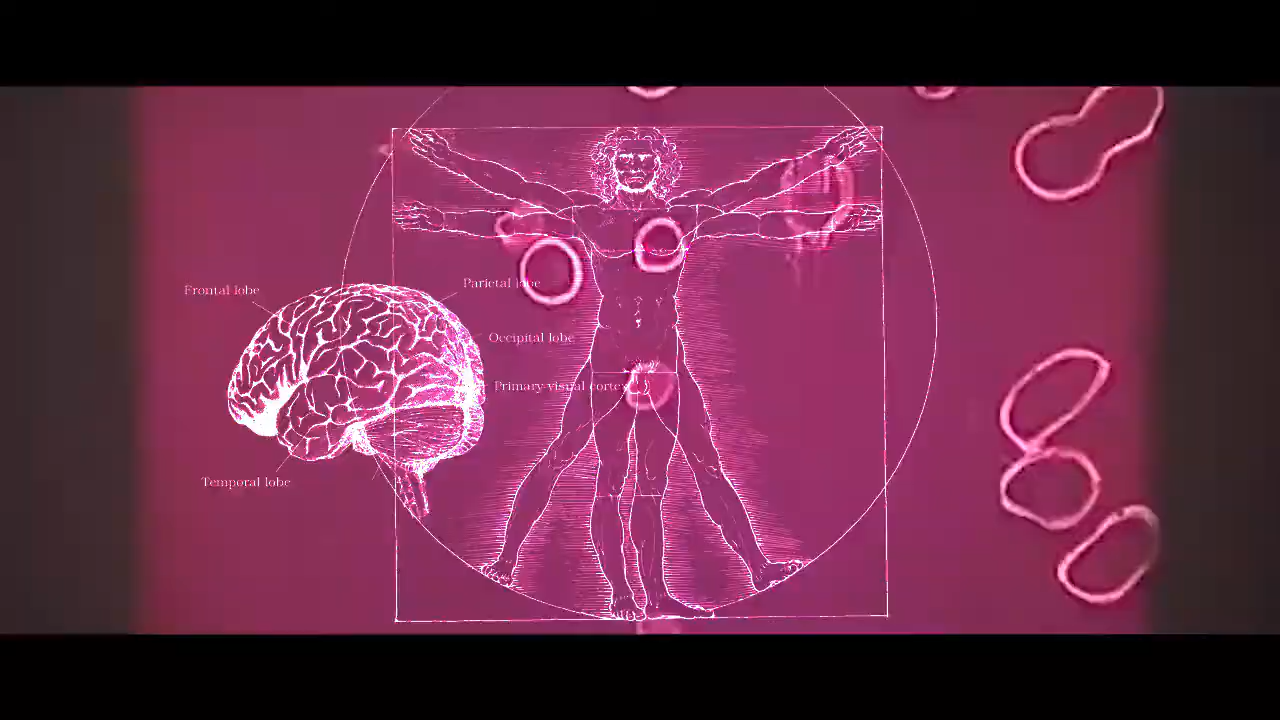 Frontal lobe
Parietal lobe
Occipital lobe
Primary visual cortex
Temporal lobe